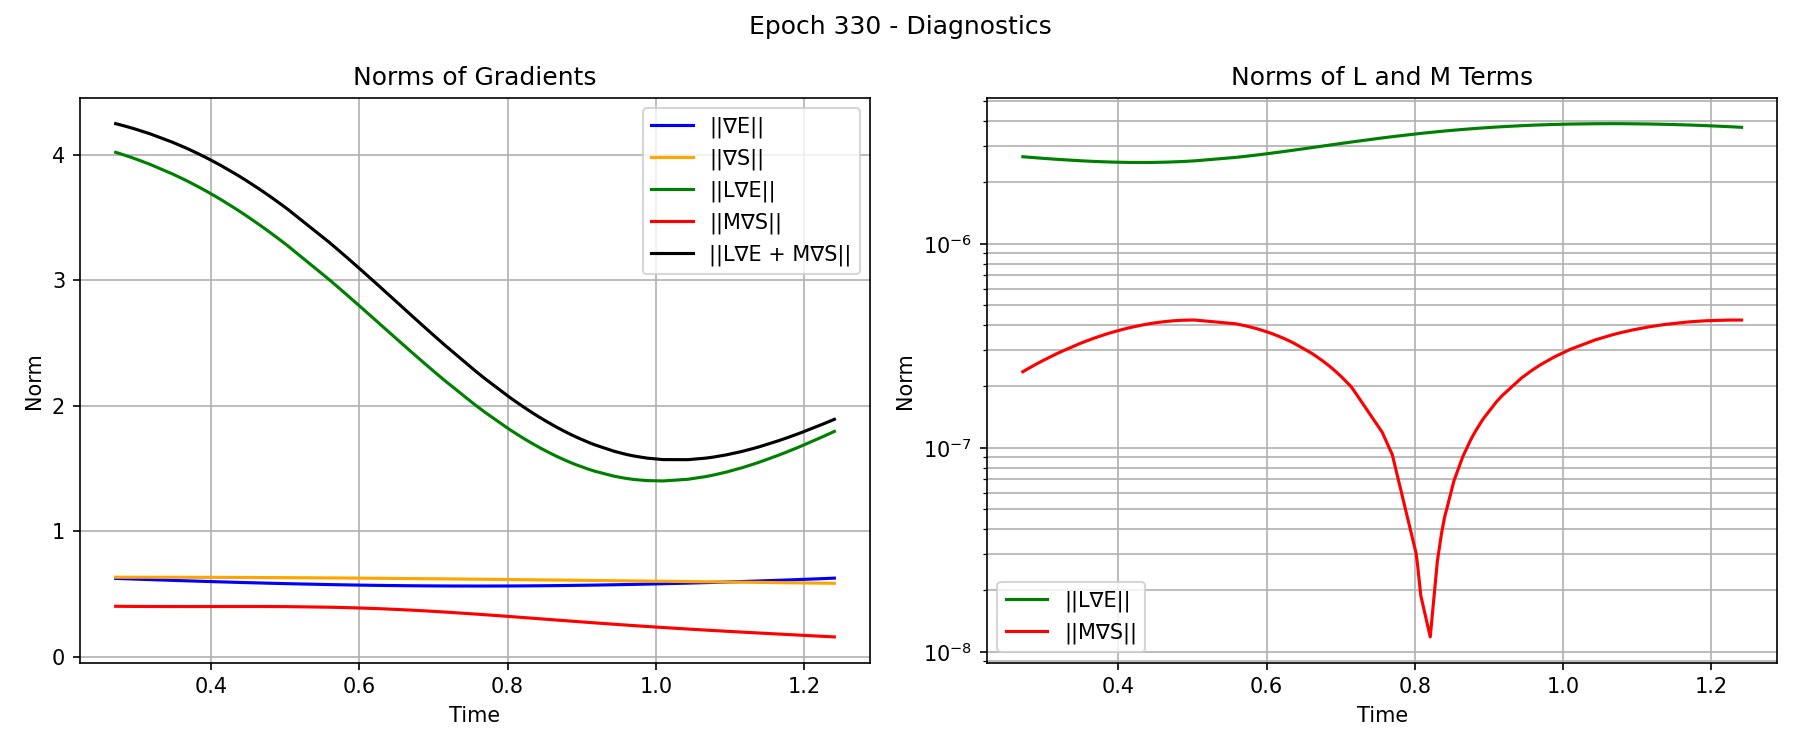 Epoch 330 - Diagnostics
Norms of Gradients
Norm
4
3
2
1
0
0.4 0.6 0.8 1.0 1.2
Time
||∇E||
||∇S||
||L∇E||
||M∇S||
||L∇E + M∇S||
Norms of L and M Terms
Norm
10⁻⁶
10⁻⁷
10⁻⁸
0.4 0.6 0.8 1.0 1.2
Time
||L∇E||
||M∇S||